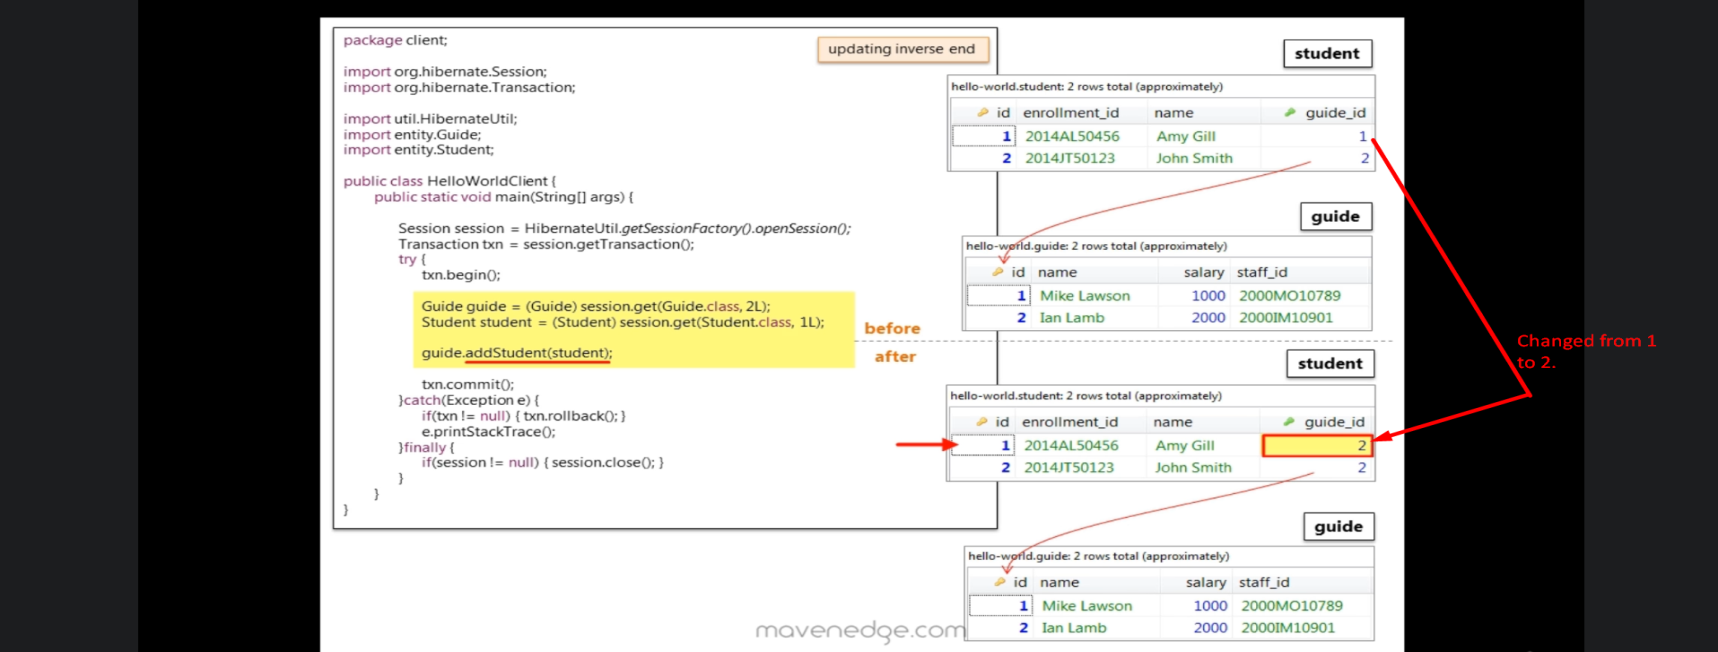 package client;
import org.hibernate.Session;
import org.hibernate.Transaction;
import util.HibernateUtil;
import entity.Guide;
import entity.Student;
public class HelloWorldClient {
public static void main(String[] args) {
Session session = HibernateUtil.getSessionFactory().openSession();
Transaction txn = session.getTransaction();
try {
txn.begin();
Guide guide = (Guide) session.get(Guide.class, 2L);
Student student = (Student) session.get(Student.class, 1L);
guide.addStudent(student);
txn.commit();
}catch(Exception e) {
if(txn != null) { txn.rollback(); }
e.printStackTrace();
}finally {
if(session != null) { session.close(); }
}
}
}
updating inverse end
before
after
student
hello-world.student: 2 rows total (approximately)
id enrollment_id name guide_id
1 2014AL50456 Amy Gill 1
2 2014JT50123 John Smith 2
guide
hello-world.guide: 2 rows total (approximately)
id name salary staff_id
1 Mike Lawson 1000 2000MO10789
2 Ian Lamb 2000 2000IM10901
student
hello-world.student: 2 rows total (approximately)
id enrollment_id name guide_id
1 2014AL50456 Amy Gill 2
2 2014JT50123 John Smith 2
guide
hello-world.guide: 2 rows total (approximately)
id name salary staff_id
1 Mike Lawson 1000 2000MO10789
2 Ian Lamb 2000 2000IM10901
Changed from 1
to 2.
mavenedge.com